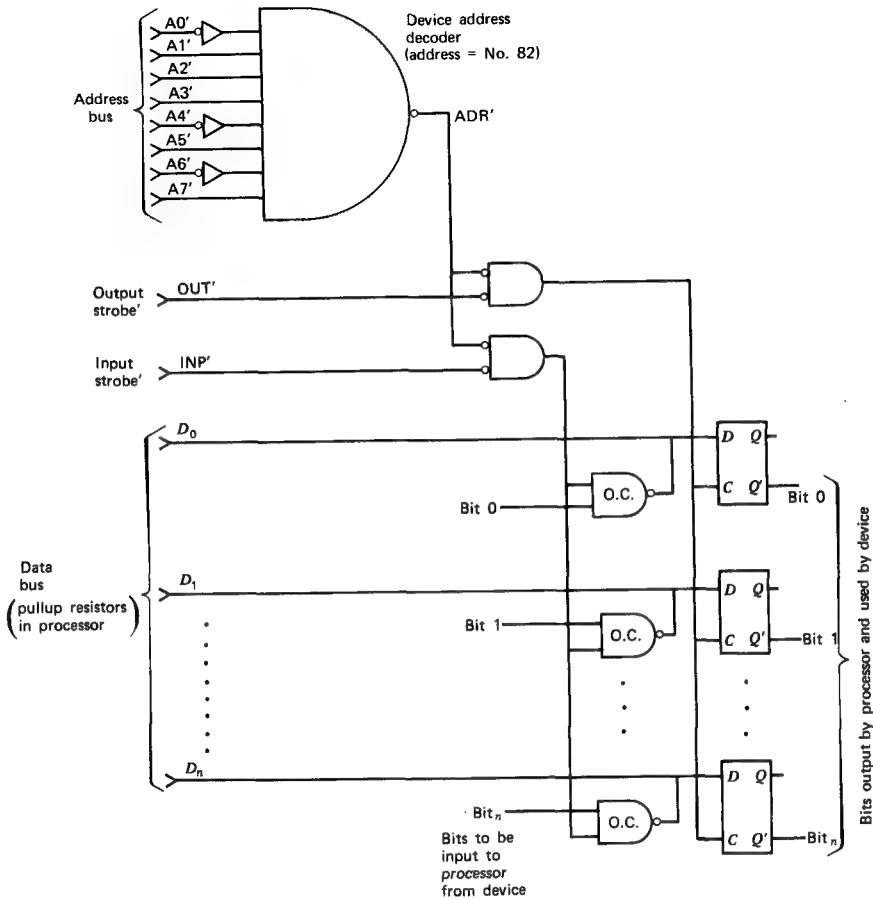 A0'
A1'
A2'
A3'
A4'
A5'
A6'
A7'
Address
bus
Device address
decoder
(address = No. 82)
ADR'
Output
strobe'
OUT'
Input
strobe'
INP'
D0
D Q
C Q'
Bit 0
O.C.
Bit 0
Data
bus
(pullup resistors
in processor)
D1
D Q
C Q'
Bit 1
O.C.
Bit 1
Dn
D Q
C Q'
Bitn
O.C.
Bitn
Bits to be
input to
processor
from device
Bits output by processor and used by device